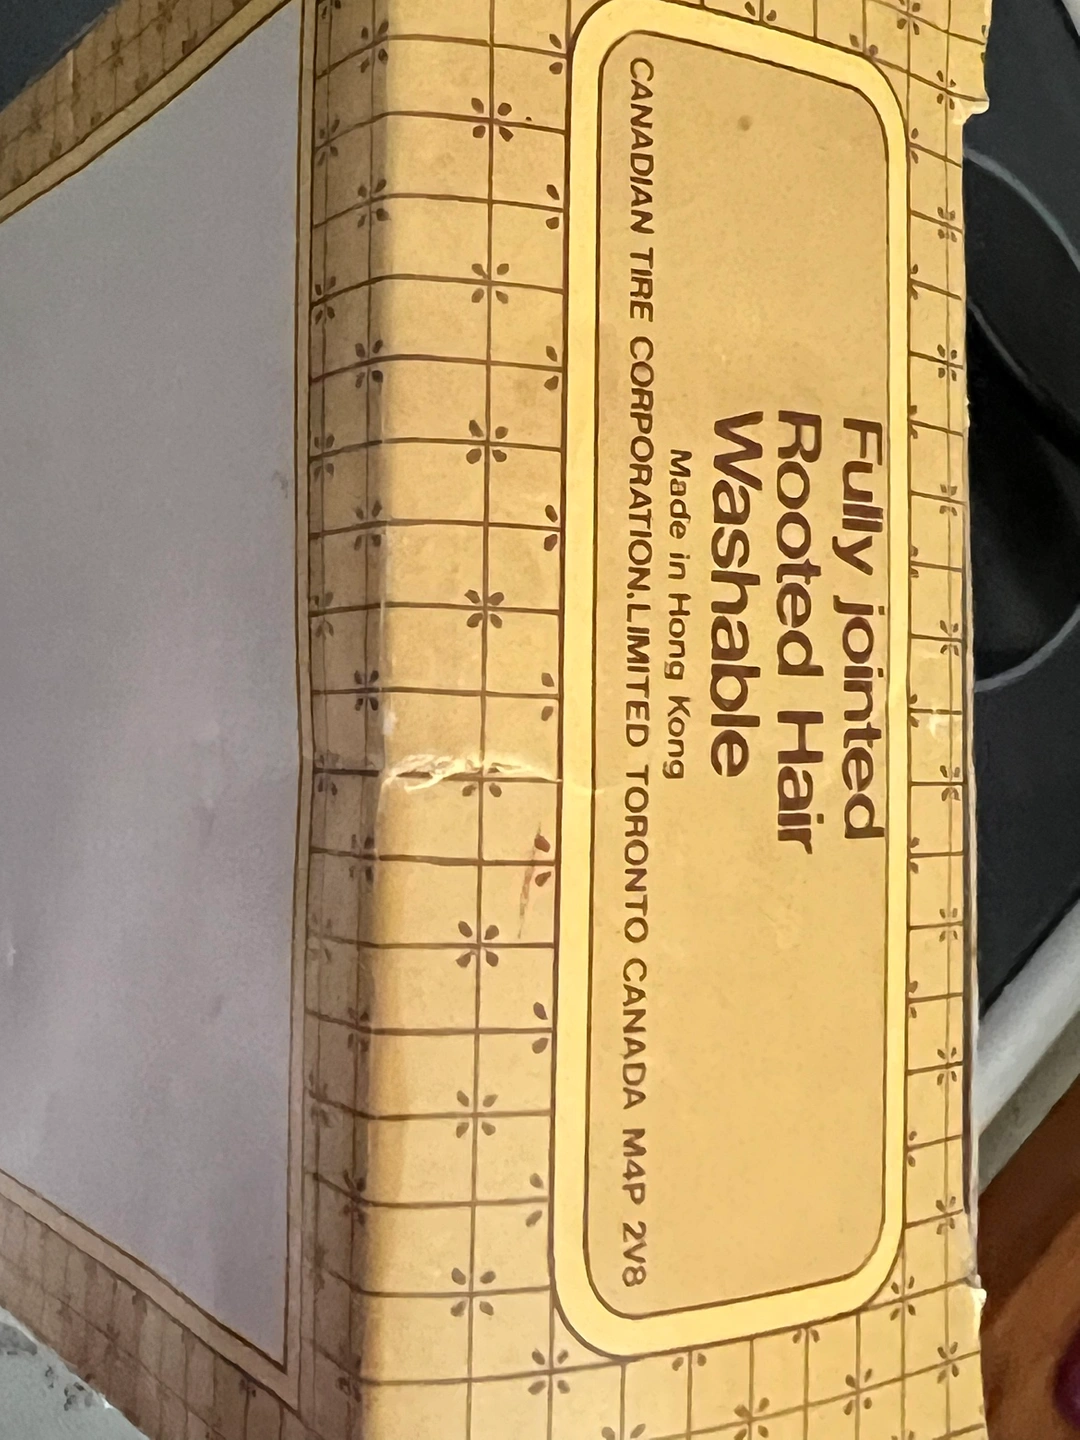 Fully jointed
Rooted Hair
Washable
Made in Hong Kong
CANADIAN TIRE CORPORATION.LIMITED TORONTO CANADA M4P 2V8